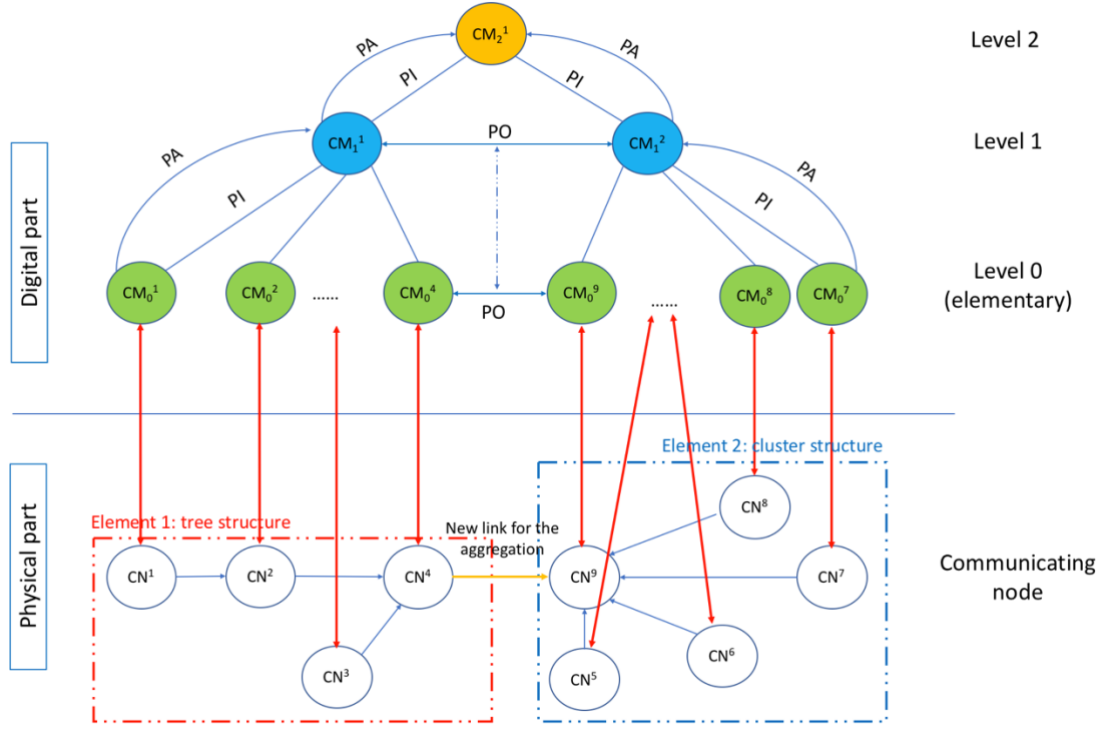 CM₂¹
Level 2
PA
PA
PI
PI
CM₁¹
PO
CM₁²
Level 1
PA
PA
PI
PI
Digital part
CM₀¹
CM₀²
......
CM₀⁴
PO
CM₀⁹
......
CM₀⁸
CM₀⁷
Level 0
(elementary)
Physical part
Element 1: tree structure
Element 2: cluster structure
New link for the
aggregation
CN¹
CN²
CN³
CN⁴
CN⁹
CN⁸
CN⁷
CN⁶
CN⁵
Communicating
node